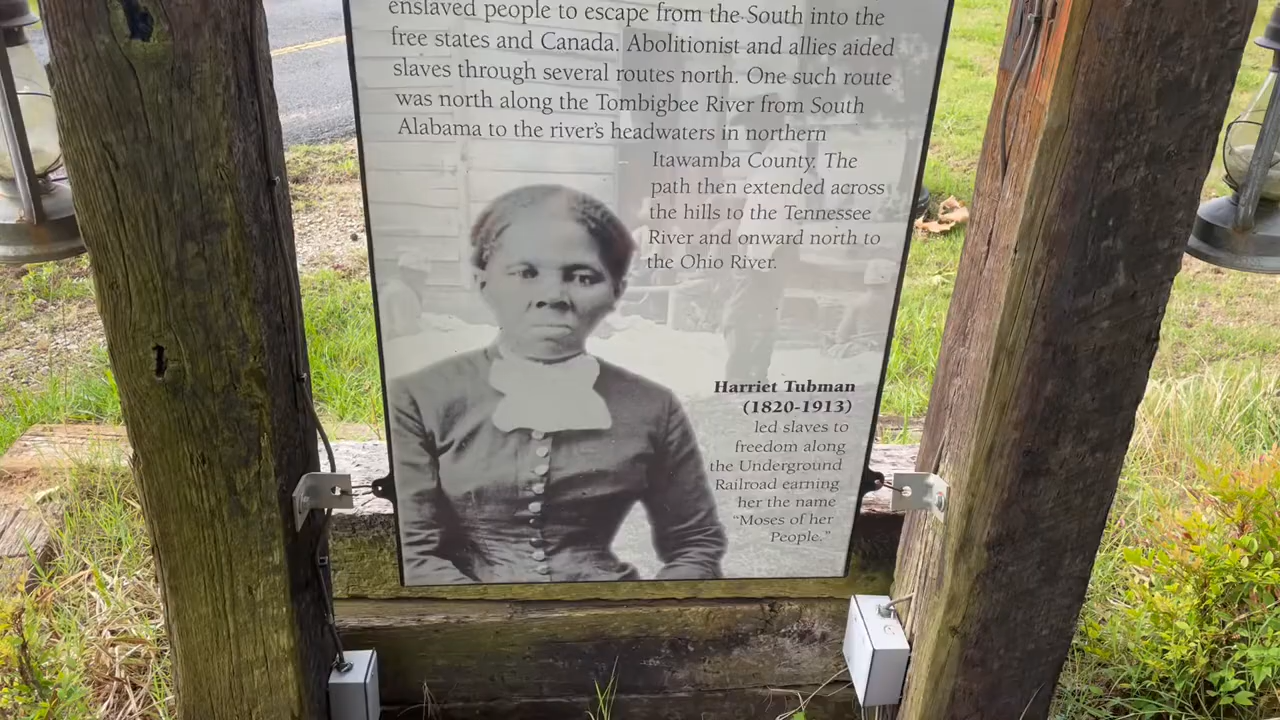 enslaved people to escape from the South into the
free states and Canada. Abolitionist and allies aided
slaves through several routes north. One such route
was north along the Tombigbee River from South
Alabama to the river's headwaters in northern
Itawamba County. The
path then extended across
the hills to the Tennessee
River and onward north to
the Ohio River.
Harriet Tubman
(1820-1913)
led slaves to
freedom along
the Underground
Railroad earning
her the name
“Moses of her
People.”